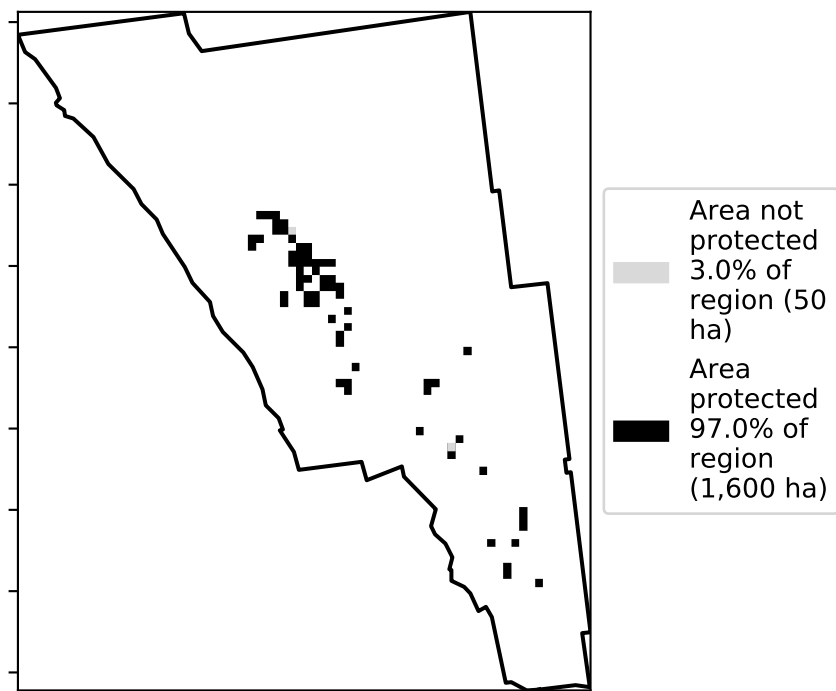 Area not
protected
3.0% of
region (50
ha)
Area
protected
97.0% of
region
(1,600 ha)